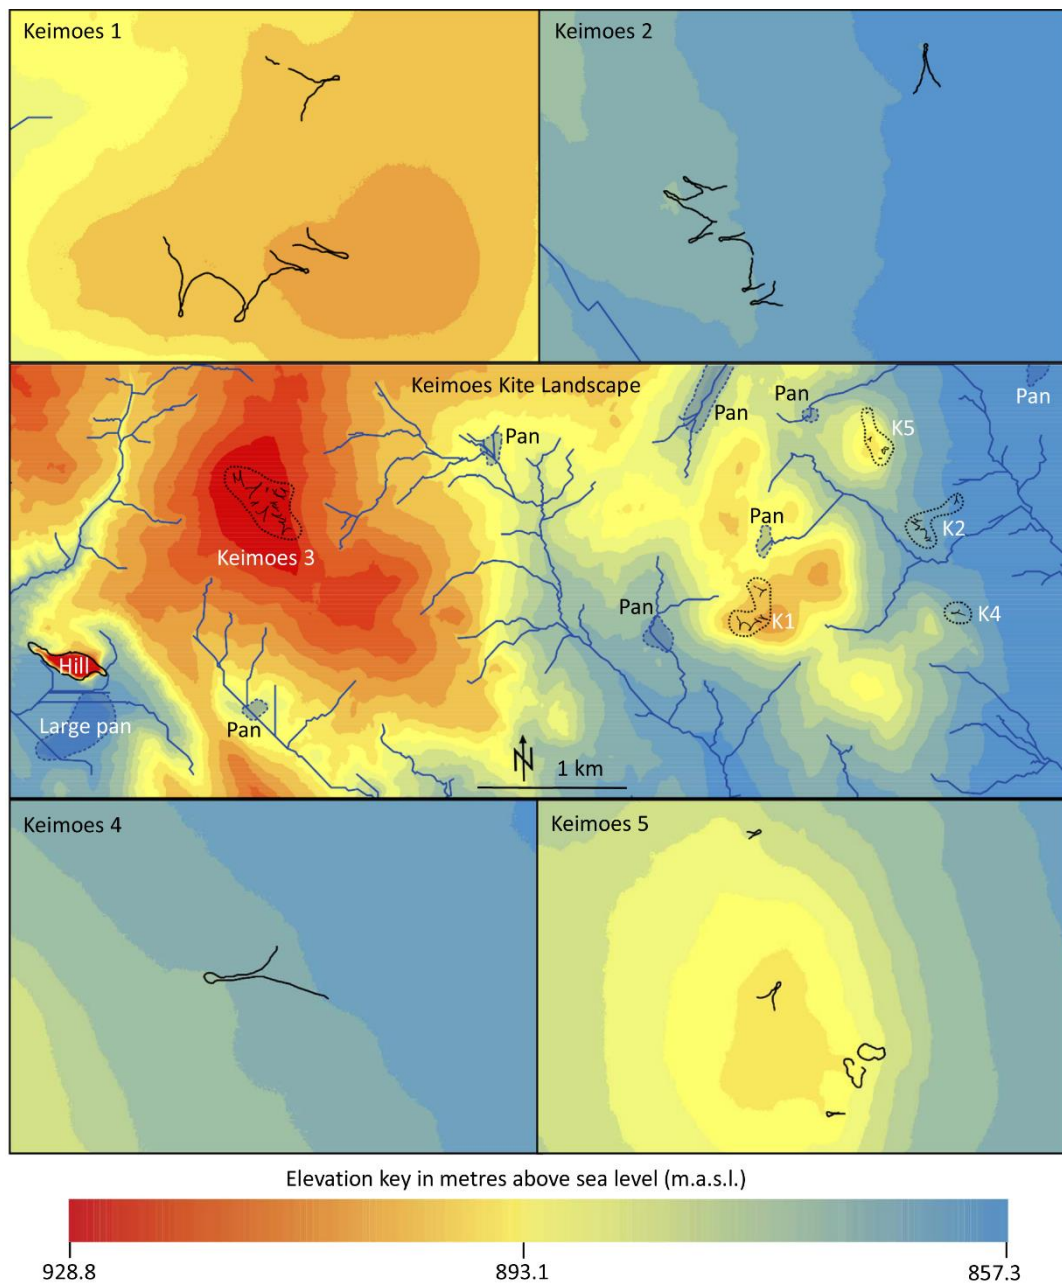 Keimoes 1
Keimoes 2
Keimoes Kite Landscape
Pan
Pan
Pan
K5
Pan
Keimoes 3
Pan
K2
Pan
K1
K4
Hill
Large pan
Pan
N
1 km
Keimoes 4
Keimoes 5
Elevation key in metres above sea level (m.a.s.l.)
928.8
893.1
857.3